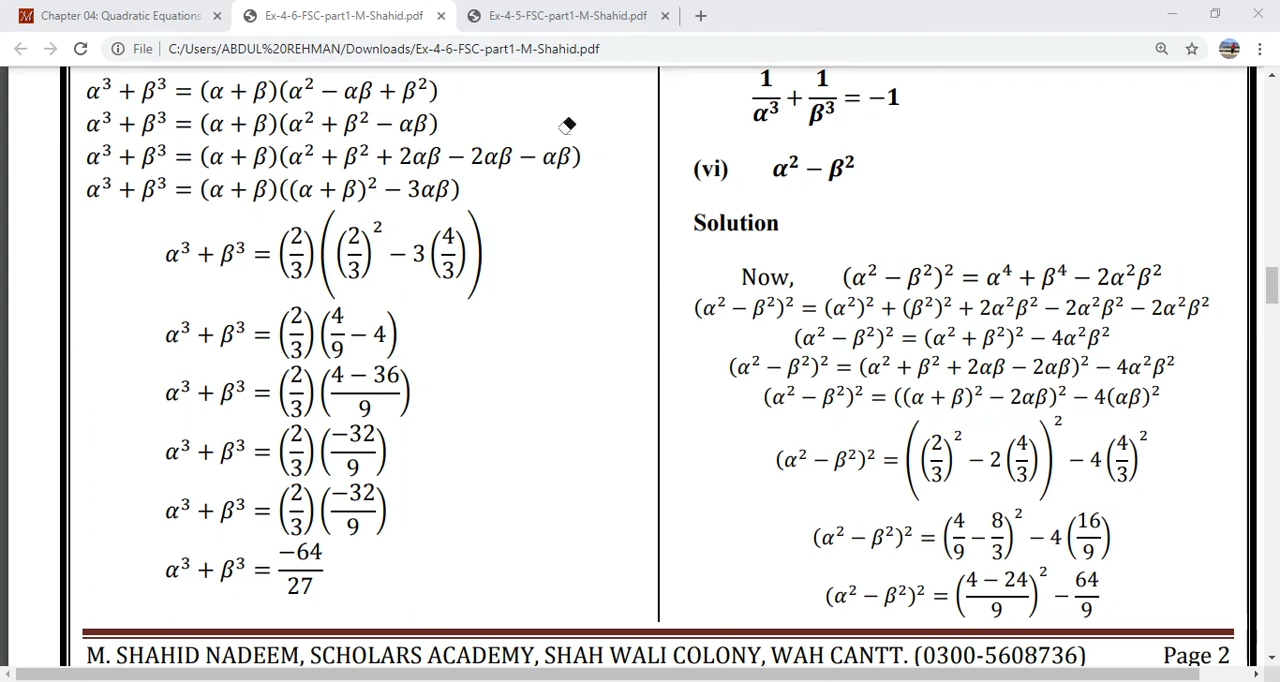 Chapter 04: Quadratic Equations
Ex-4-6-FSC-part1-M-Shahid.pdf
Ex-4-5-FSC-part1-M-Shahid.pdf
File | C:/Users/ABDUL%20REHMAN/Downloads/Ex-4-6-FSC-part1-M-Shahid.pdf
α³ + β³ = (α + β)(α² − αβ + β²)
α³ + β³ = (α + β)(α² + β² − αβ)
α³ + β³ = (α + β)(α² + β² + 2αβ − 2αβ − αβ)
α³ + β³ = (α + β)((α + β)² − 3αβ)
α³ + β³ = (2/3)((2/3)² − 3(4/3))
α³ + β³ = (2/3)(4/9 − 4)
α³ + β³ = (2/3)((4 − 36)/9)
α³ + β³ = (2/3)(−32/9)
α³ + β³ = (2/3)(−32/9)
α³ + β³ = −64/27
1/α³ + 1/β³ = −1
(vi) α² − β²
Solution
Now, (α² − β²)² = α⁴ + β⁴ − 2α²β²
(α² − β²)² = (α²)² + (β²)² + 2α²β² − 2α²β² − 2α²β²
(α² − β²)² = (α² + β²)² − 4α²β²
(α² − β²)² = (α² + β² + 2αβ − 2αβ)² − 4α²β²
(α² − β²)² = ((α + β)² − 2αβ)² − 4(αβ)²
(α² − β²)² = ((2/3)² − 2(4/3))² − 4(4/3)²
(α² − β²)² = (4/9 − 8/3)² − 4(16/9)
(α² − β²)² = ((4 − 24)/9)² − 64/9
M. SHAHID NADEEM, SCHOLARS ACADEMY, SHAH WALI COLONY, WAH CANTT. (0300-5608736) Page 2